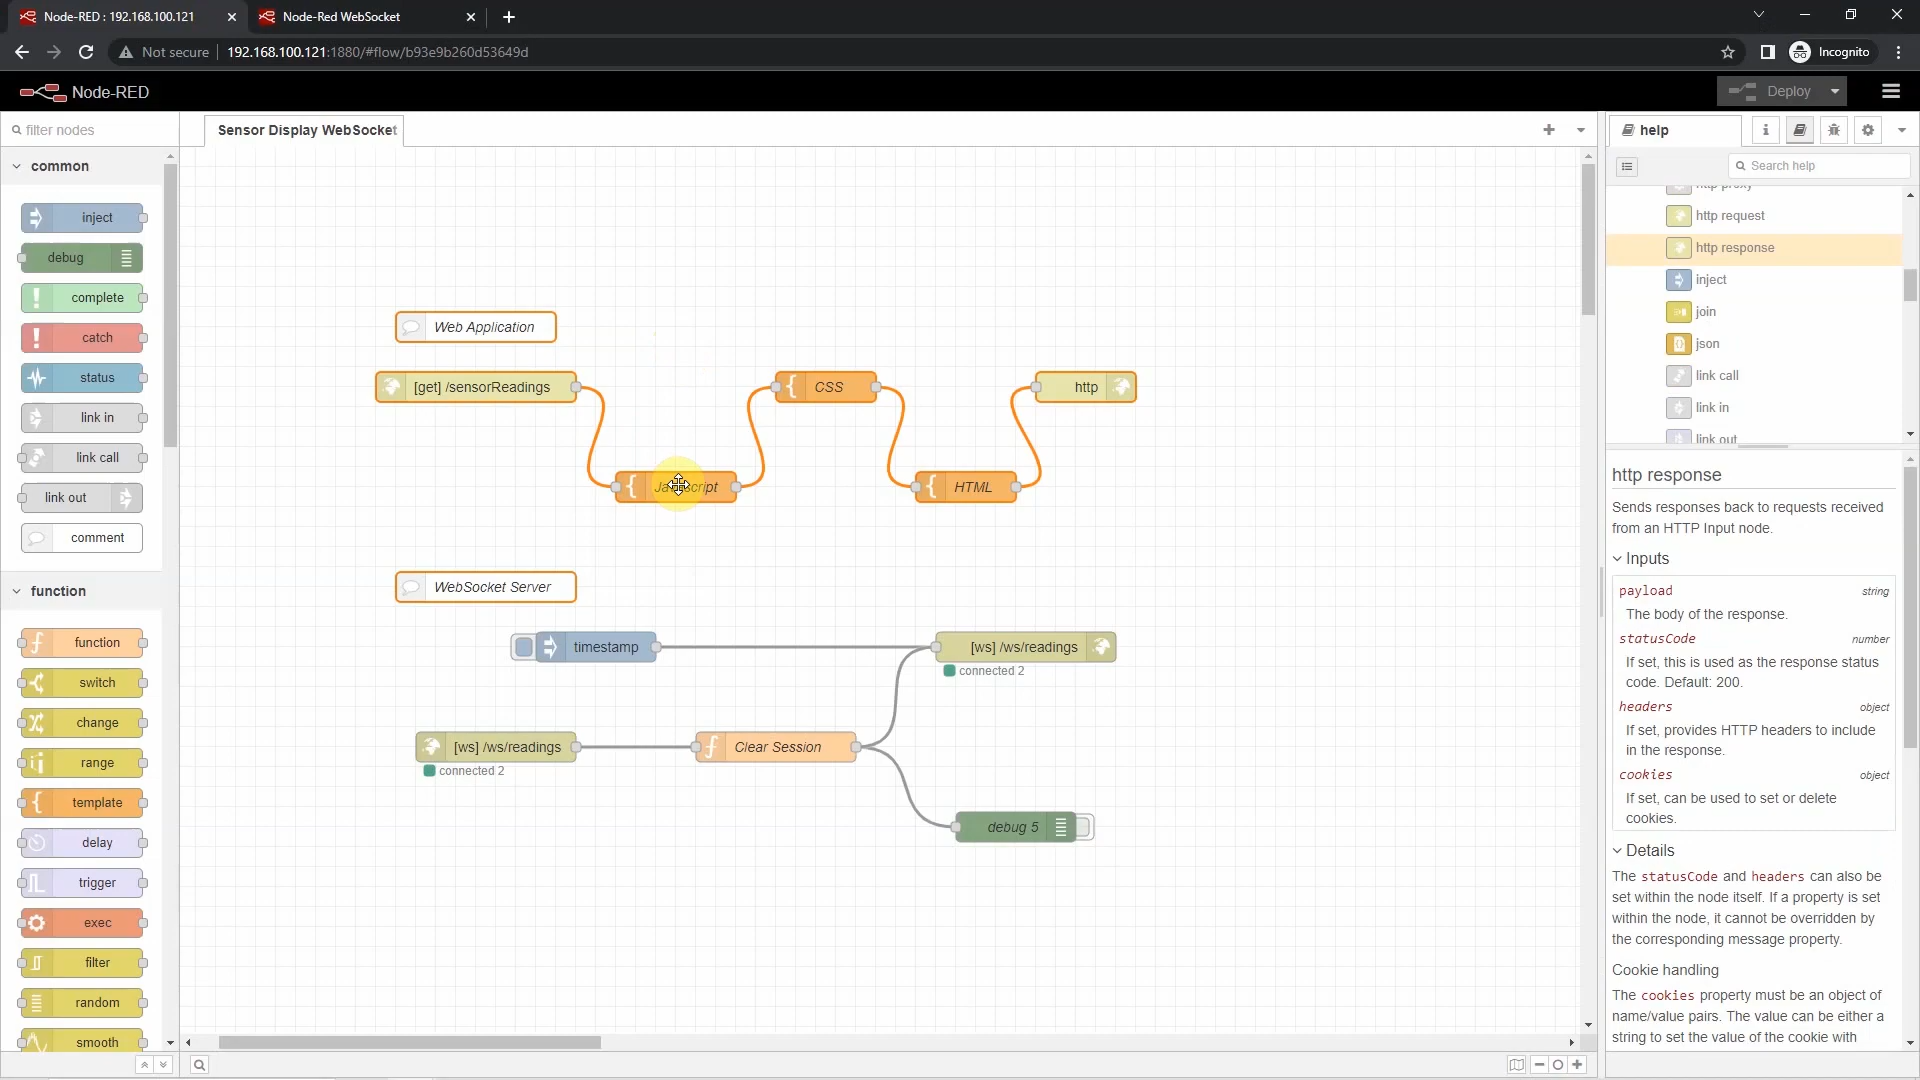 Node-RED : 192.168.100.121
Node-Red WebSocket
Not secure
192.168.100.121:1880/#flow/b93e9b260d53649d
Incognito
Node-RED
Deploy
filter nodes
Sensor Display WebSocket
help
Search help
common
inject
debug
complete
catch
status
link in
link call
link out
comment
function
function
switch
change
range
template
delay
trigger
exec
filter
random
smooth
Web Application
[get] /sensorReadings
CSS
http
JavaScript
HTML
WebSocket Server
timestamp
[ws] /ws/readings
connected 2
[ws] /ws/readings
connected 2
Clear Session
debug 5
http proxy
http request
http response
inject
join
json
link call
link in
link out
http response
Sends responses back to requests received
from an HTTP Input node.
Inputs
payload string
The body of the response.
statusCode number
If set, this is used as the response status
code. Default: 200.
headers object
If set, provides HTTP headers to include
in the response.
cookies object
If set, can be used to set or delete
cookies.
Details
The statusCode and headers can also be
set within the node itself. If a property is set
within the node, it cannot be overridden by
the corresponding message property.
Cookie handling
The cookies property must be an object of
name/value pairs. The value can be either a
string to set the value of the cookie with